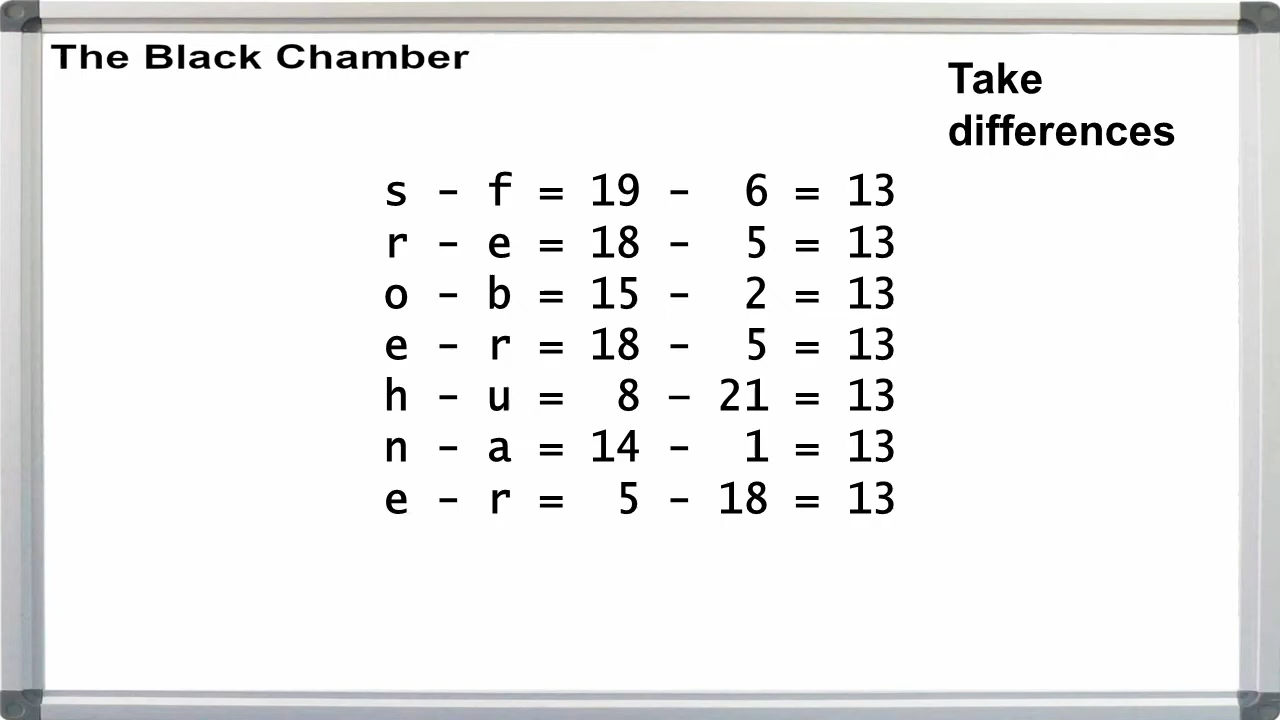 The Black Chamber
Take
differences
s - f = 19 - 6 = 13
r - e = 18 - 5 = 13
o - b = 15 - 2 = 13
e - r = 18 - 5 = 13
h - u = 8 - 21 = 13
n - a = 14 - 1 = 13
e - r = 5 - 18 = 13